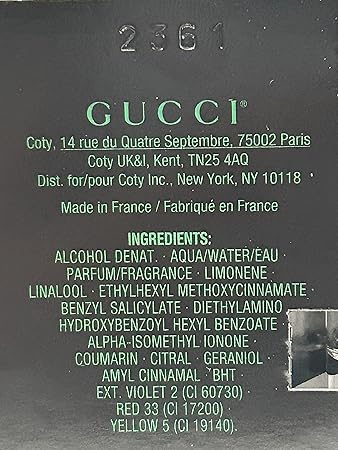 2361
GUCCI®
Coty, 14 rue du Quatre Septembre, 75002 Paris
Coty UK&I, Kent, TN25 4AQ
Dist. for/pour Coty Inc., New York, NY 10118
Made in France / Fabriqué en France
INGREDIENTS:
ALCOHOL DENAT. · AQUA/WATER/EAU ·
PARFUM/FRAGRANCE · LIMONENE ·
LINALOOL · ETHYLHEXYL METHOXYCINNAMATE ·
BENZYL SALICYLATE · DIETHYLAMINO
HYDROXYBENZOYL HEXYL BENZOATE ·
ALPHA-ISOMETHYL IONONE ·
COUMARIN · CITRAL · GERANIOL ·
AMYL CINNAMAL · BHT ·
EXT. VIOLET 2 (CI 60730) ·
RED 33 (CI 17200) ·
YELLOW 5 (CI 19140).